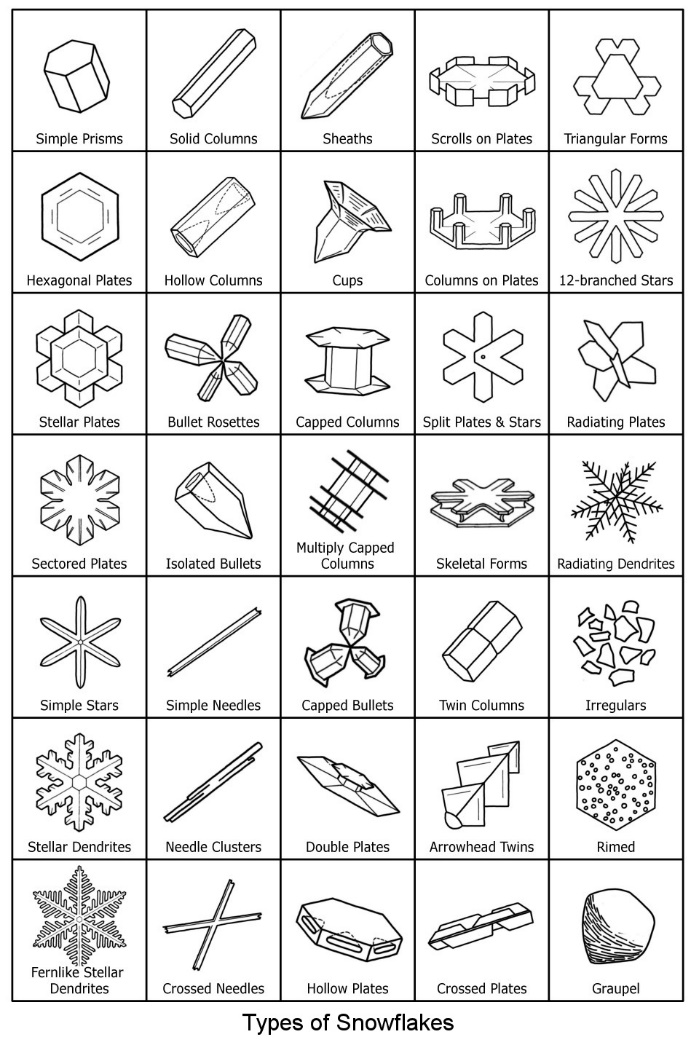 Simple Prisms
Solid Columns
Sheaths
Scrolls on Plates
Triangular Forms
Hexagonal Plates
Hollow Columns
Cups
Columns on Plates
12-branched Stars
Stellar Plates
Bullet Rosettes
Capped Columns
Split Plates & Stars
Radiating Plates
Sectored Plates
Isolated Bullets
Multiply Capped
Columns
Skeletal Forms
Radiating Dendrites
Simple Stars
Simple Needles
Capped Bullets
Twin Columns
Irregulars
Stellar Dendrites
Needle Clusters
Double Plates
Arrowhead Twins
Rimed
Fernlike Stellar
Dendrites
Crossed Needles
Hollow Plates
Crossed Plates
Graupel
Types of Snowflakes